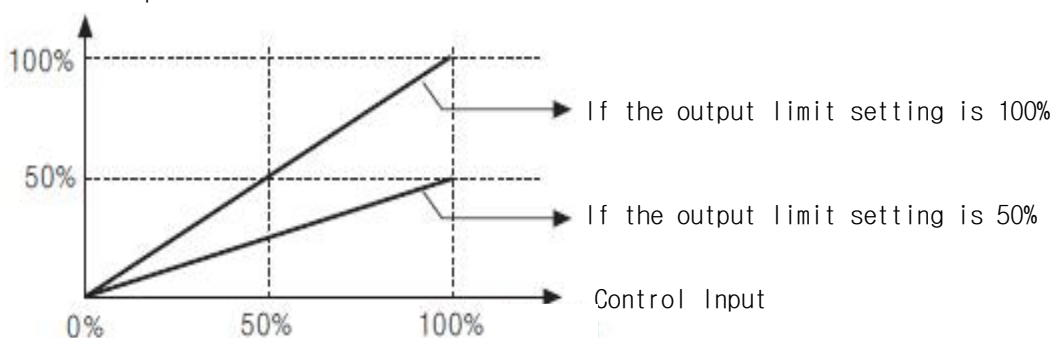 100%
If the output limit setting is 100%
50%
If the output limit setting is 50%
Control Input
0%
50%
100%